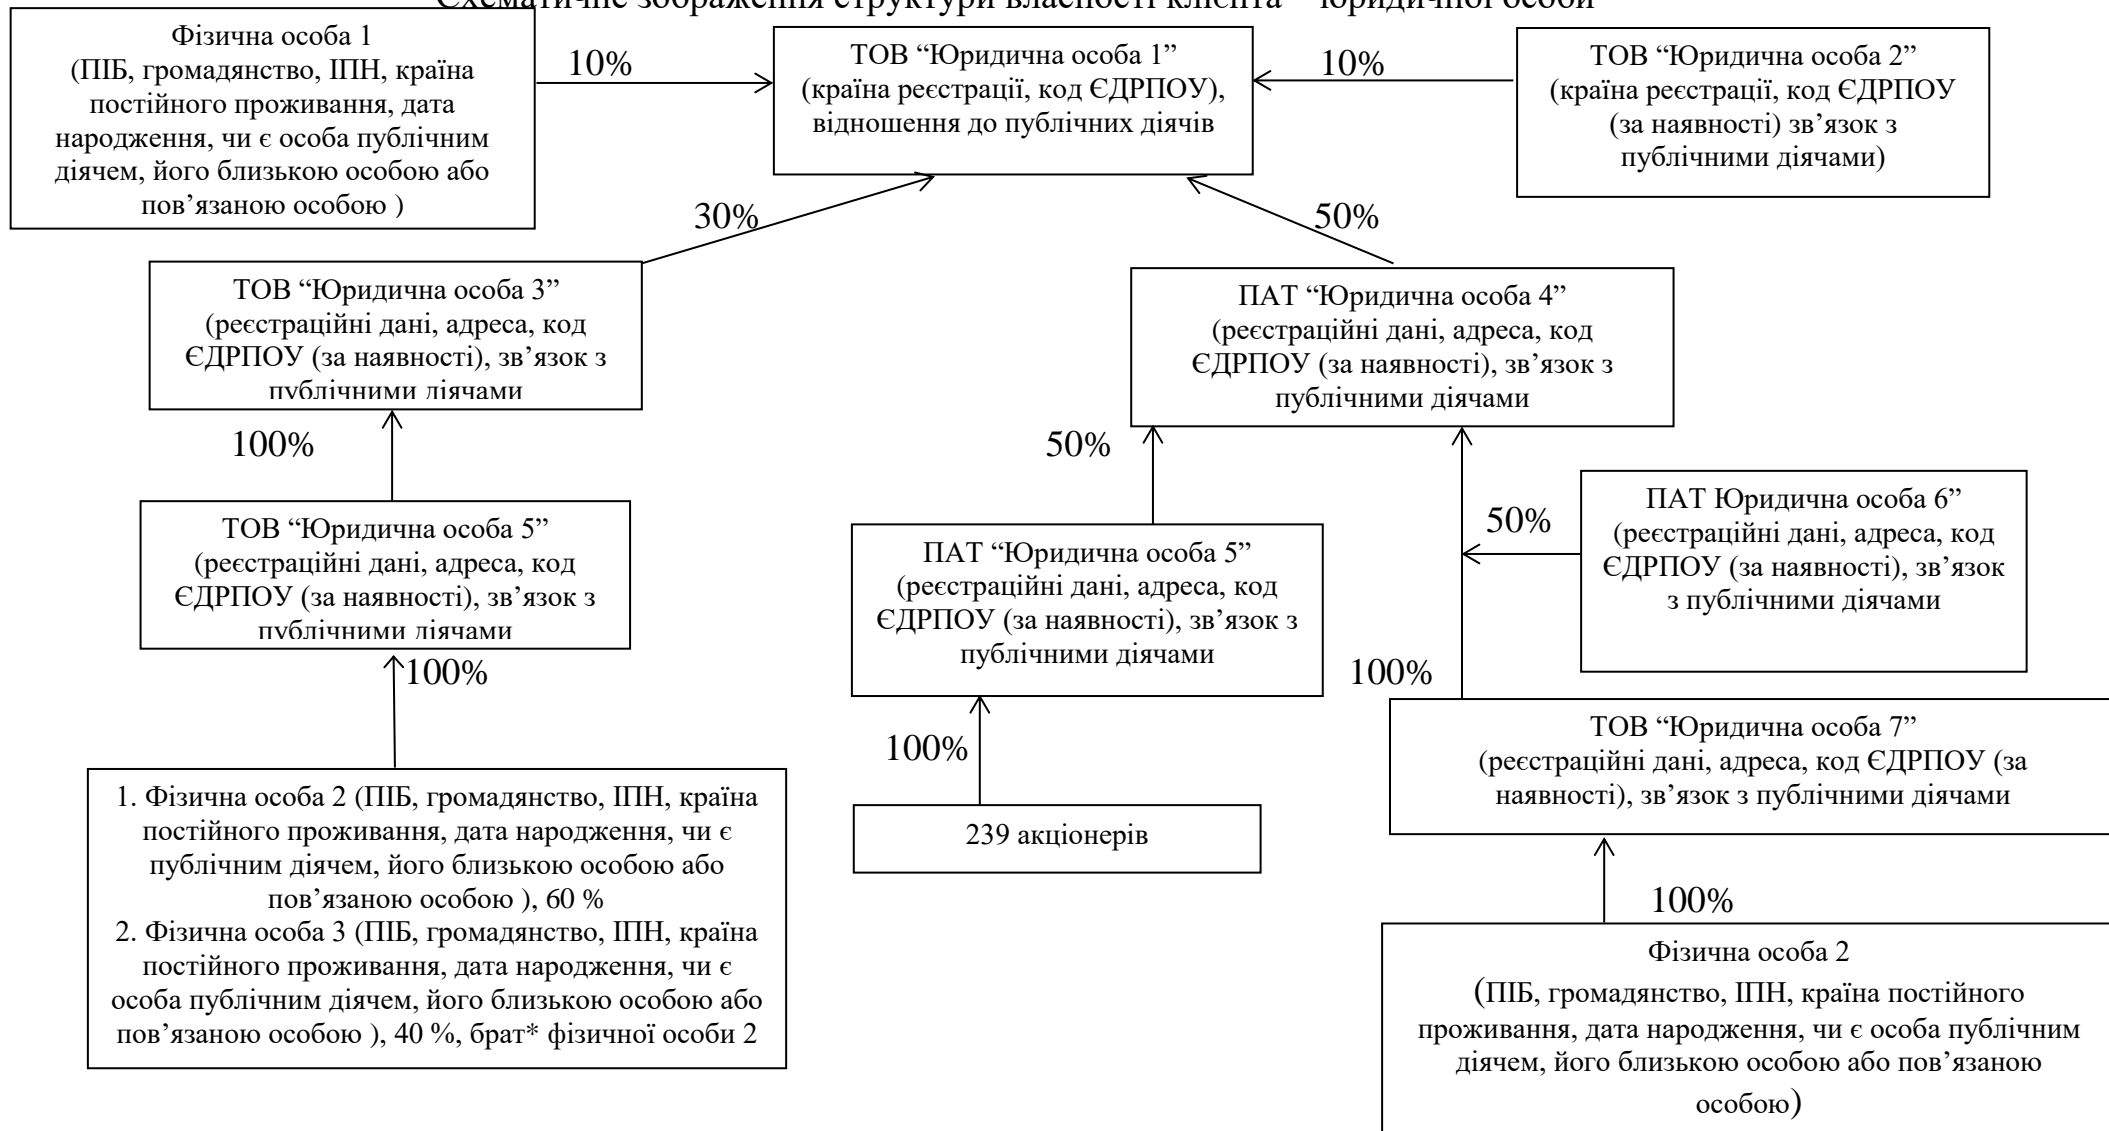 Схематичне зображення структури власності клієнта – юридичної особи
Фізична особа 1
(ПІБ, громадянство, ІПН, країна
постійного проживання, дата
народження, чи є особа публічним
діячем, його близькою особою або
пов’язаною особою )
10%
ТОВ “Юридична особа 1”
(країна реєстрації, код ЄДРПОУ),
відношення до публічних діячів
10%
ТОВ “Юридична особа 2”
(країна реєстрації, код ЄДРПОУ
(за наявності) зв’язок з
публічними діячами)
30%
50%
ТОВ “Юридична особа 3”
(реєстраційні дані, адреса, код
ЄДРПОУ (за наявності), зв’язок з
публічними діячами
ПАТ “Юридична особа 4”
(реєстраційні дані, адреса, код
ЄДРПОУ (за наявності), зв’язок з
публічними діячами
100%
50%
ТОВ “Юридична особа 5”
(реєстраційні дані, адреса, код
ЄДРПОУ (за наявності), зв’язок з
публічними діячами
ПАТ “Юридична особа 5”
(реєстраційні дані, адреса, код
ЄДРПОУ (за наявності), зв’язок з
публічними діячами
50%
ПАТ Юридична особа 6”
(реєстраційні дані, адреса, код
ЄДРПОУ (за наявності), зв’язок
з публічними діячами
100%
100%
100%
ТОВ “Юридична особа 7”
(реєстраційні дані, адреса, код ЄДРПОУ (за
наявності), зв’язок з публічними діячами
1. Фізична особа 2 (ПІБ, громадянство, ІПН, країна
постійного проживання, дата народження, чи є
публічним діячем, його близькою особою або
пов’язаною особою ), 60 %
2. Фізична особа 3 (ПІБ, громадянство, ІПН, країна
постійного проживання, дата народження, чи є
особа публічним діячем, його близькою особою або
пов’язаною особою ), 40 %, брат* фізичної особи 2
239 акціонерів
100%
Фізична особа 2
(ПІБ, громадянство, ІПН, країна постійного
проживання, дата народження, чи є особа публічним
діячем, його близькою особою або пов’язаною
особою)